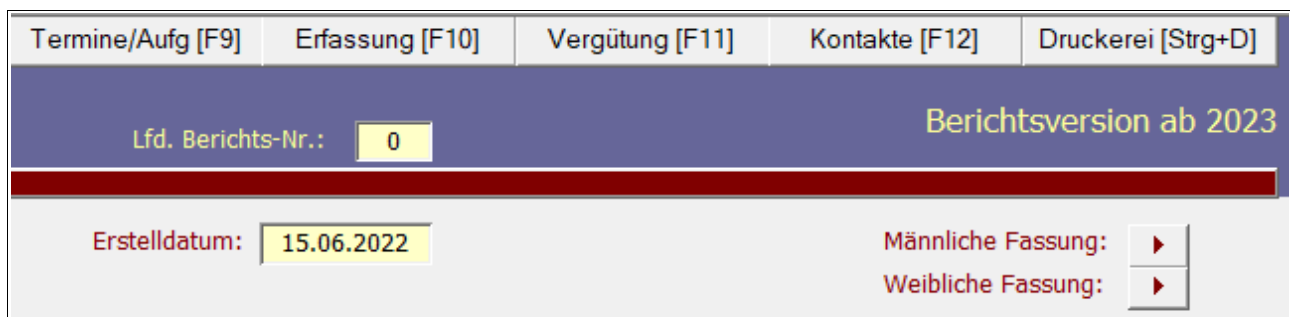 Termine/Aufg [F9] Erfassung [F10] Vergütung [F11] Kontakte [F12] Druckerei [Strg+D]
Berichtsversion ab 2023
Lfd. Berichts-Nr.: 0
Erstelldatum: 15.06.2022 Männliche Fassung:
Weibliche Fassung: